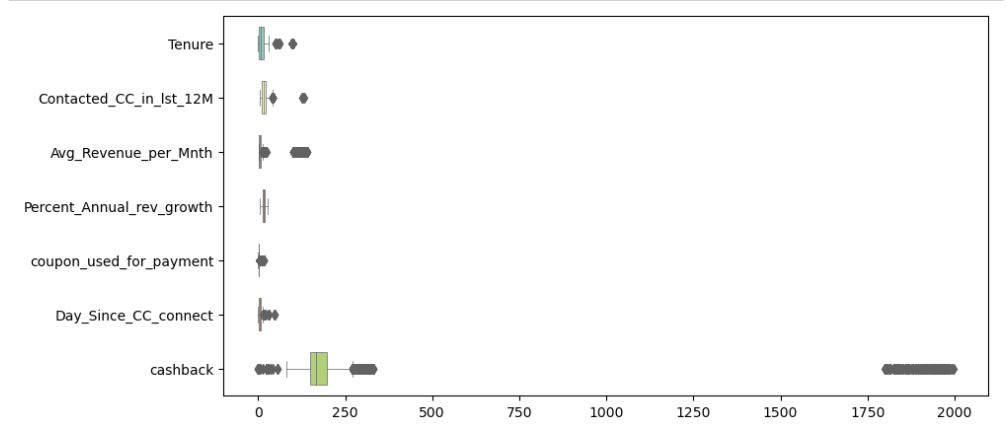 Tenure
Contacted_CC_in_lst_12M
Avg_Revenue_per_Mnth
Percent_Annual_rev_growth
coupon_used_for_payment
Day_Since_CC_connect
cashback
0 250 500 750 1000 1250 1500 1750 2000